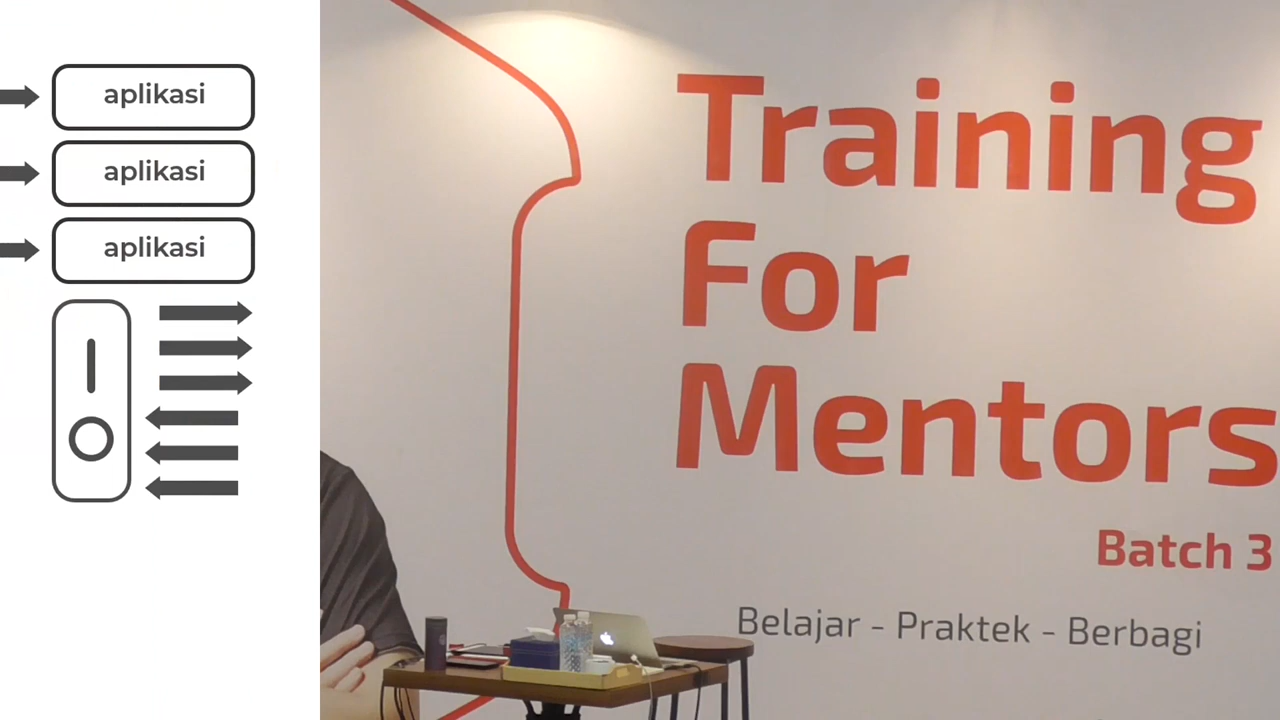 aplikasi
aplikasi
aplikasi
Training
For
Mentors
Batch 3
Belajar - Praktek - Berbagi